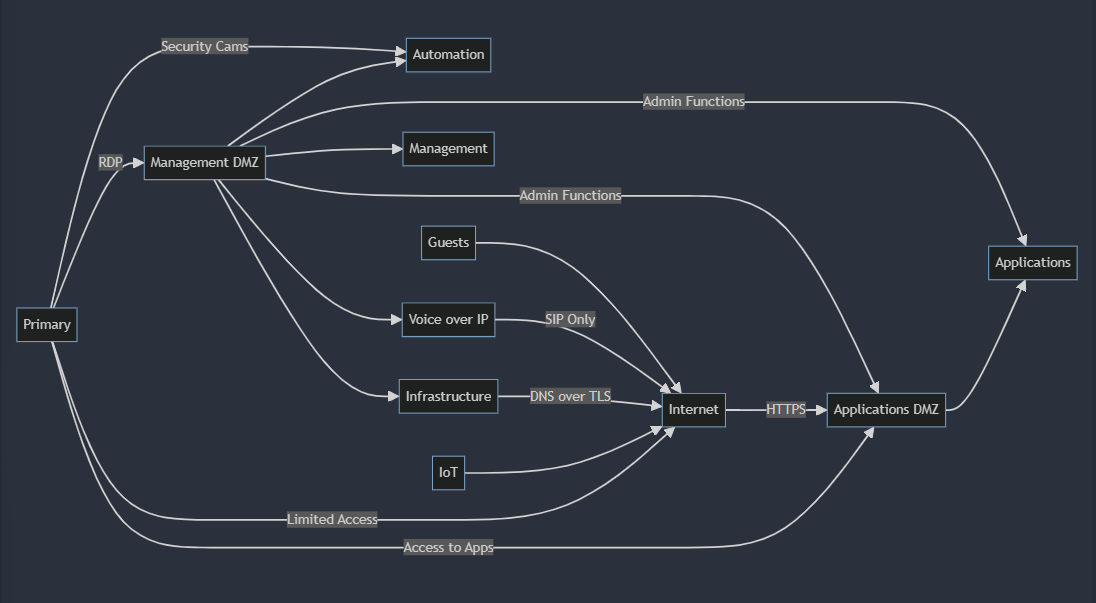 Security Cams
Automation
Admin Functions
RDP
Management DMZ
Management
Admin Functions
Guests
Applications
Primary
Voice over IP
SIP Only
Infrastructure
DNS over TLS
Internet
HTTPS
Applications DMZ
IoT
Limited Access
Access to Apps